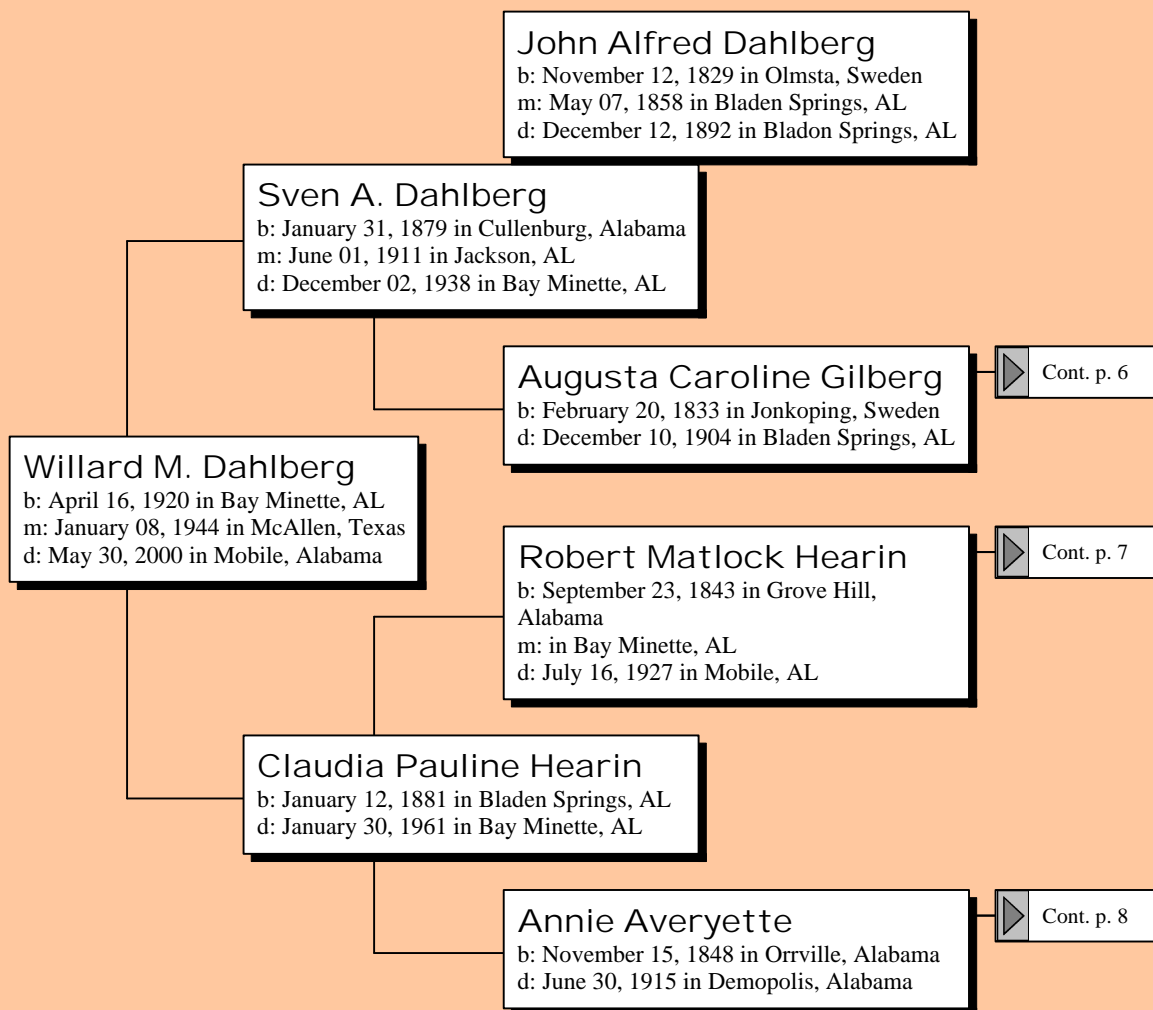 John Alfred Dahlberg
b: November 12, 1829 in Olmsta, Sweden
m: May 07, 1858 in Bladen Springs, AL
d: December 12, 1892 in Bladon Springs, AL
Sven A. Dahlberg
b: January 31, 1879 in Cullenburg, Alabama
m: June 01, 1911 in Jackson, AL
d: December 02, 1938 in Bay Minette, AL
Augusta Caroline Gilberg
b: February 20, 1833 in Jonkoping, Sweden
d: December 10, 1904 in Bladen Springs, AL
Cont. p. 6
Willard M. Dahlberg
b: April 16, 1920 in Bay Minette, AL
m: January 08, 1944 in McAllen, Texas
d: May 30, 2000 in Mobile, Alabama
Robert Matlock Hearin
b: September 23, 1843 in Grove Hill,
Alabama
m: in Bay Minette, AL
d: July 16, 1927 in Mobile, AL
Cont. p. 7
Claudia Pauline Hearin
b: January 12, 1881 in Bladen Springs, AL
d: January 30, 1961 in Bay Minette, AL
Annie Averyette
b: November 15, 1848 in Orrville, Alabama
d: June 30, 1915 in Demopolis, Alabama
Cont. p. 8